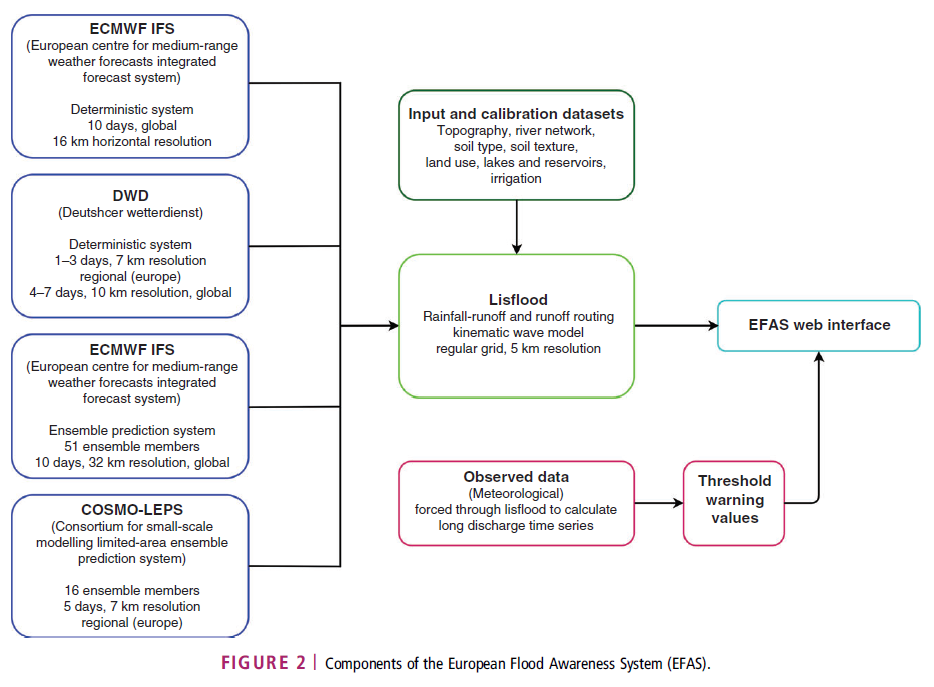 ECMWF IFS
(European centre for medium-range
weather forecasts integrated
forecast system)
Deterministic system
10 days, global
16 km horizontal resolution
DWD
(Deutshcer wetterdienst)
Deterministic system
1–3 days, 7 km resolution
regional (europe)
4–7 days, 10 km resolution, global
ECMWF IFS
(European centre for medium-range
weather forecasts integrated
forecast system)
Ensemble prediction system
51 ensemble members
10 days, 32 km resolution, global
COSMO-LEPS
(Consortium for small-scale
modelling limited-area ensemble
prediction system)
16 ensemble members
5 days, 7 km resolution
regional (europe)
Input and calibration datasets
Topography, river network,
soil type, soil texture,
land use, lakes and reservoirs,
irrigation
Lisflood
Rainfall-runoff and runoff routing
kinematic wave model
regular grid, 5 km resolution
EFAS web interface
Observed data
(Meteorological)
forced through lisflood to calculate
long discharge time series
Threshold
warning
values
FIGURE 2 | Components of the European Flood Awareness System (EFAS).